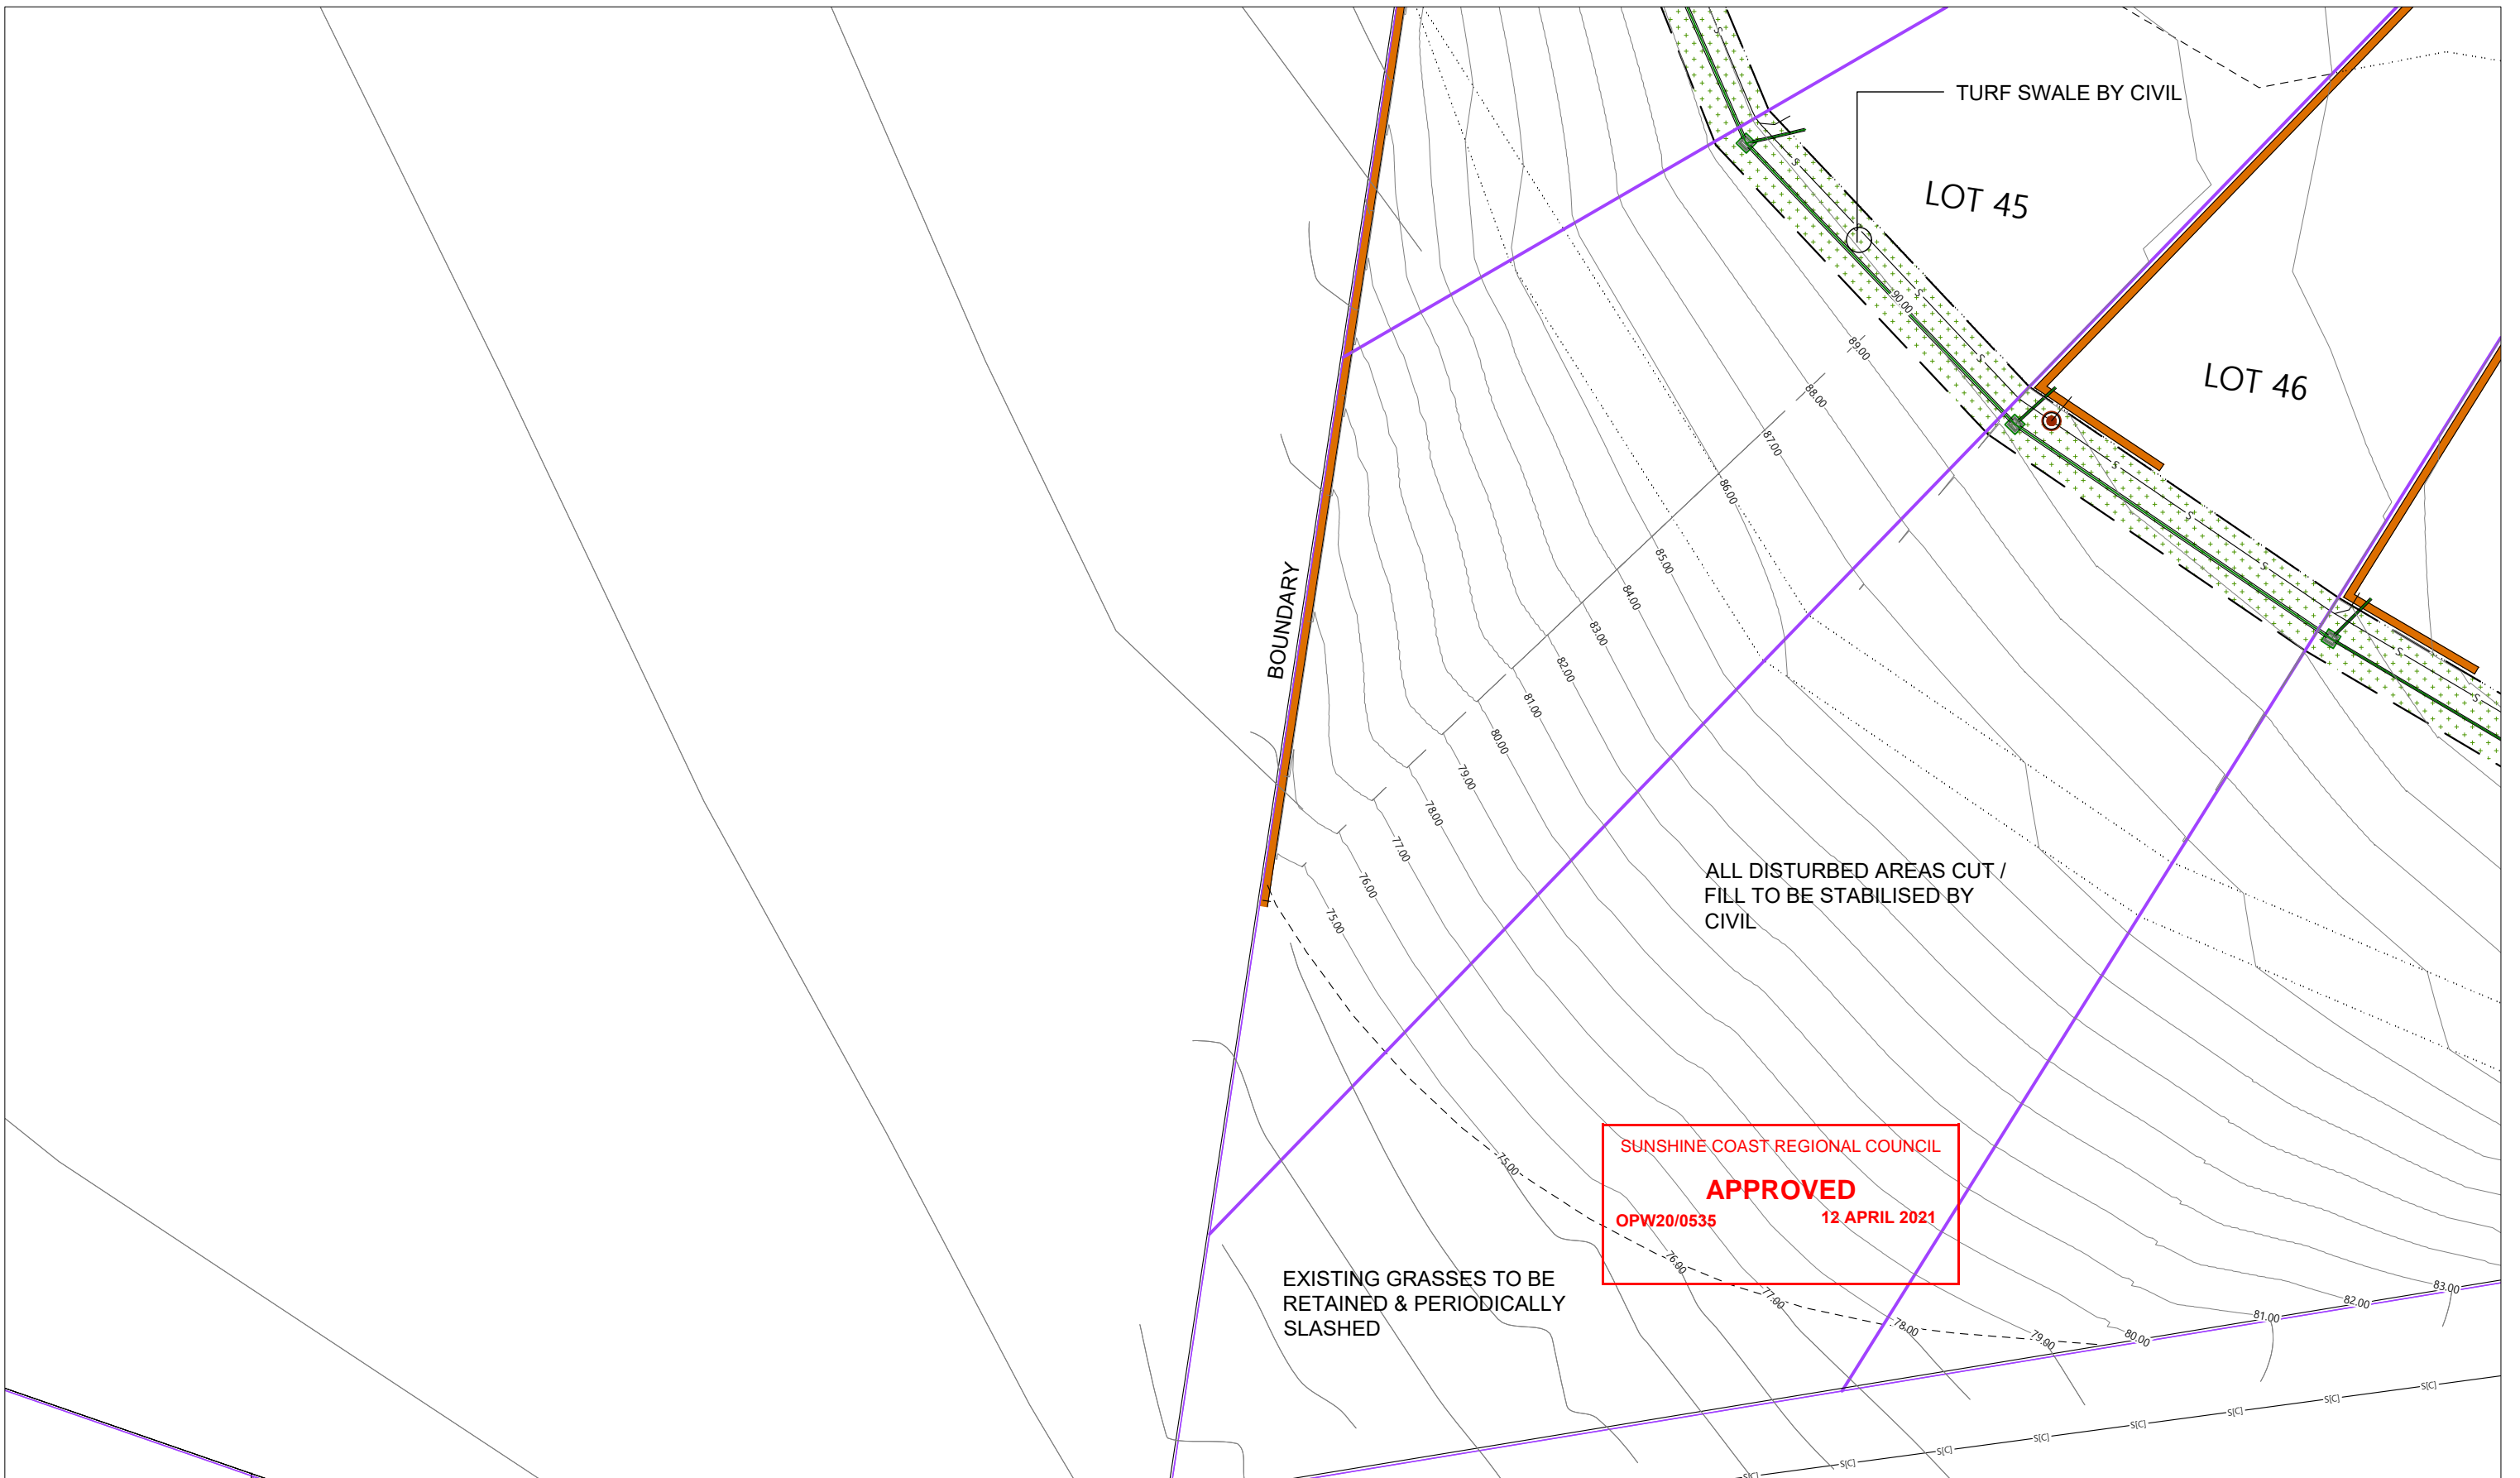 TURF SWALE BY CIVIL
LOT 45
LOT 46
S
S
S
S
S
S
S
S
S
90.00
89.00
88.00
87.00
86.00
85.00
84.00
83.00
82.00
81.00
80.00
79.00
78.00
77.00
76.00
75.00
BOUNDARY
ALL DISTURBED AREAS CUT /
FILL TO BE STABILISED BY
CIVIL
SUNSHINE COAST REGIONAL COUNCIL
APPROVED
OPW20/0535 12 APRIL 2021
EXISTING GRASSES TO BE
RETAINED & PERIODICALLY
SLASHED
75.00
76.00
77.00
78.00
79.00
80.00
81.00
82.00
83.00
S[C]
S[C]
S[C]
S[C]
S[C]
S[C]
S[C]
S[C]